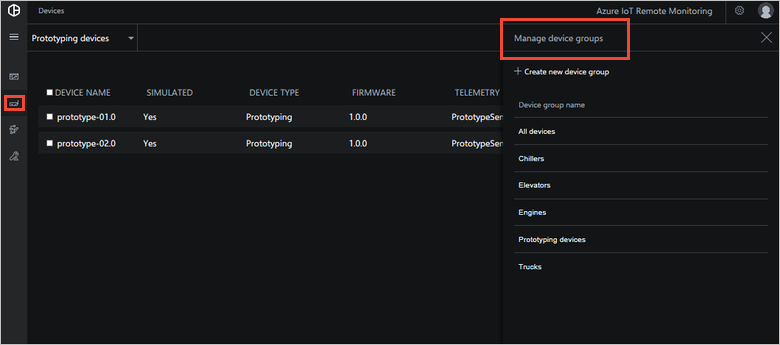 Devices
Azure IoT Remote Monitoring
Prototyping devices
Manage device groups
Create new device group
DEVICE NAME SIMULATED DEVICE TYPE FIRMWARE TELEMETRY
Device group name
prototype-01.0 Yes Prototyping 1.0.0 PrototypeSen
All devices
prototype-02.0 Yes Prototyping 1.0.0 PrototypeSen
Chillers
Elevators
Engines
Prototyping devices
Trucks